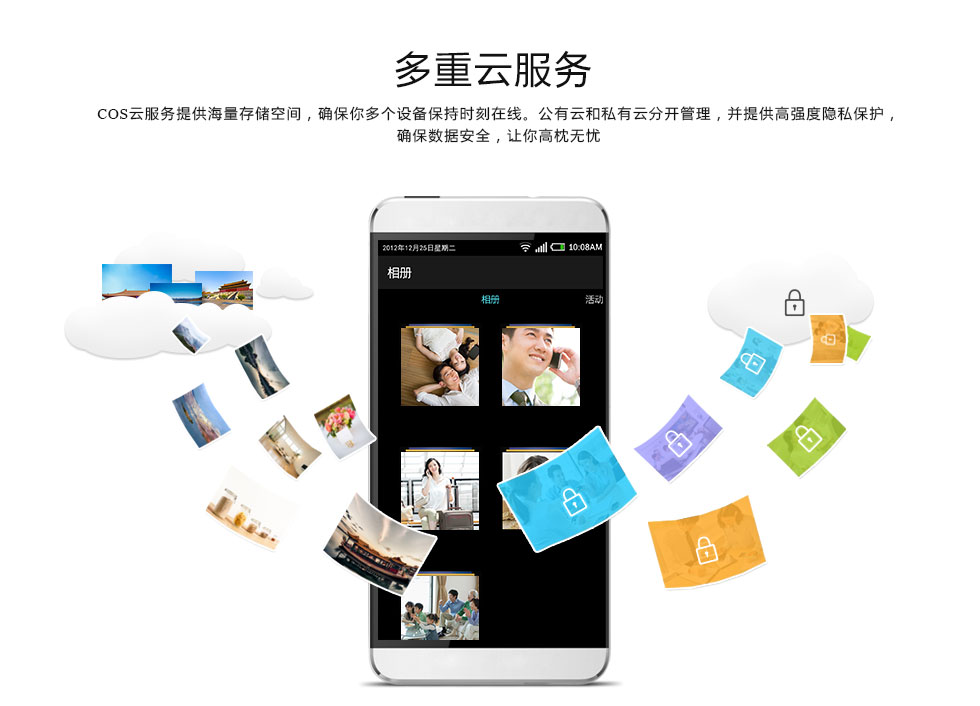 多重云服务
COS云服务提供海量存储空间，确保你多个设备保持时刻在线。公有云和私有云分开管理，并提供高强度隐私保护，
确保数据安全，让你高枕无忧
2012年12月25日星期二 10:08AM
相册
相册 活动